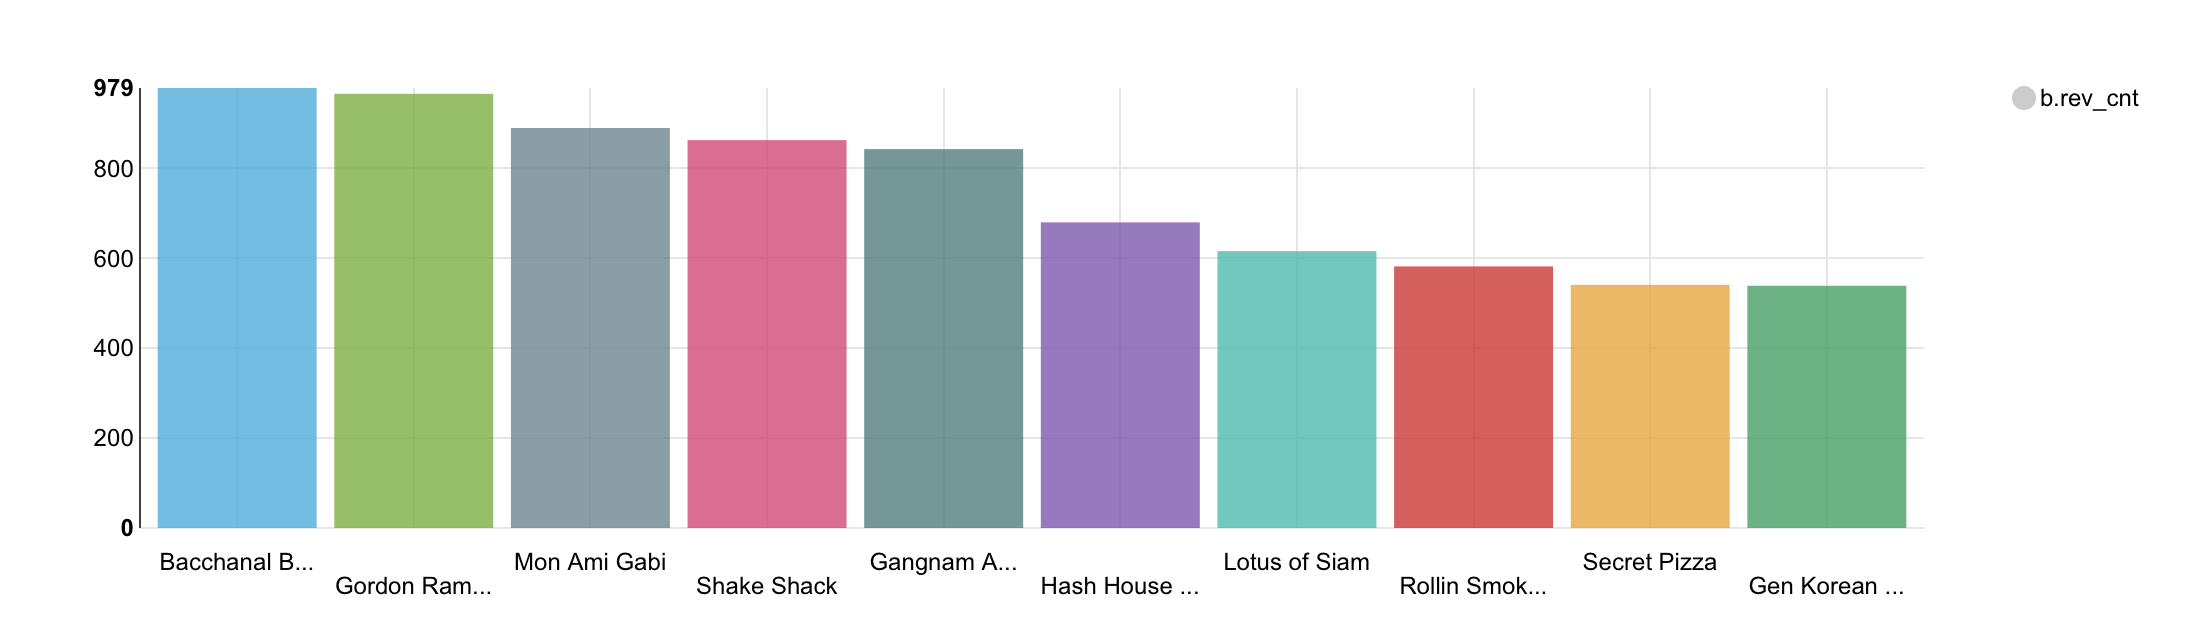 979
800
600
400
200
0
Bacchanal B...
Gordon Ram...
Mon Ami Gabi
Shake Shack
Gangnam A...
Hash House ...
Lotus of Siam
Rollin Smok...
Secret Pizza
Gen Korean ...
b.rev_cnt